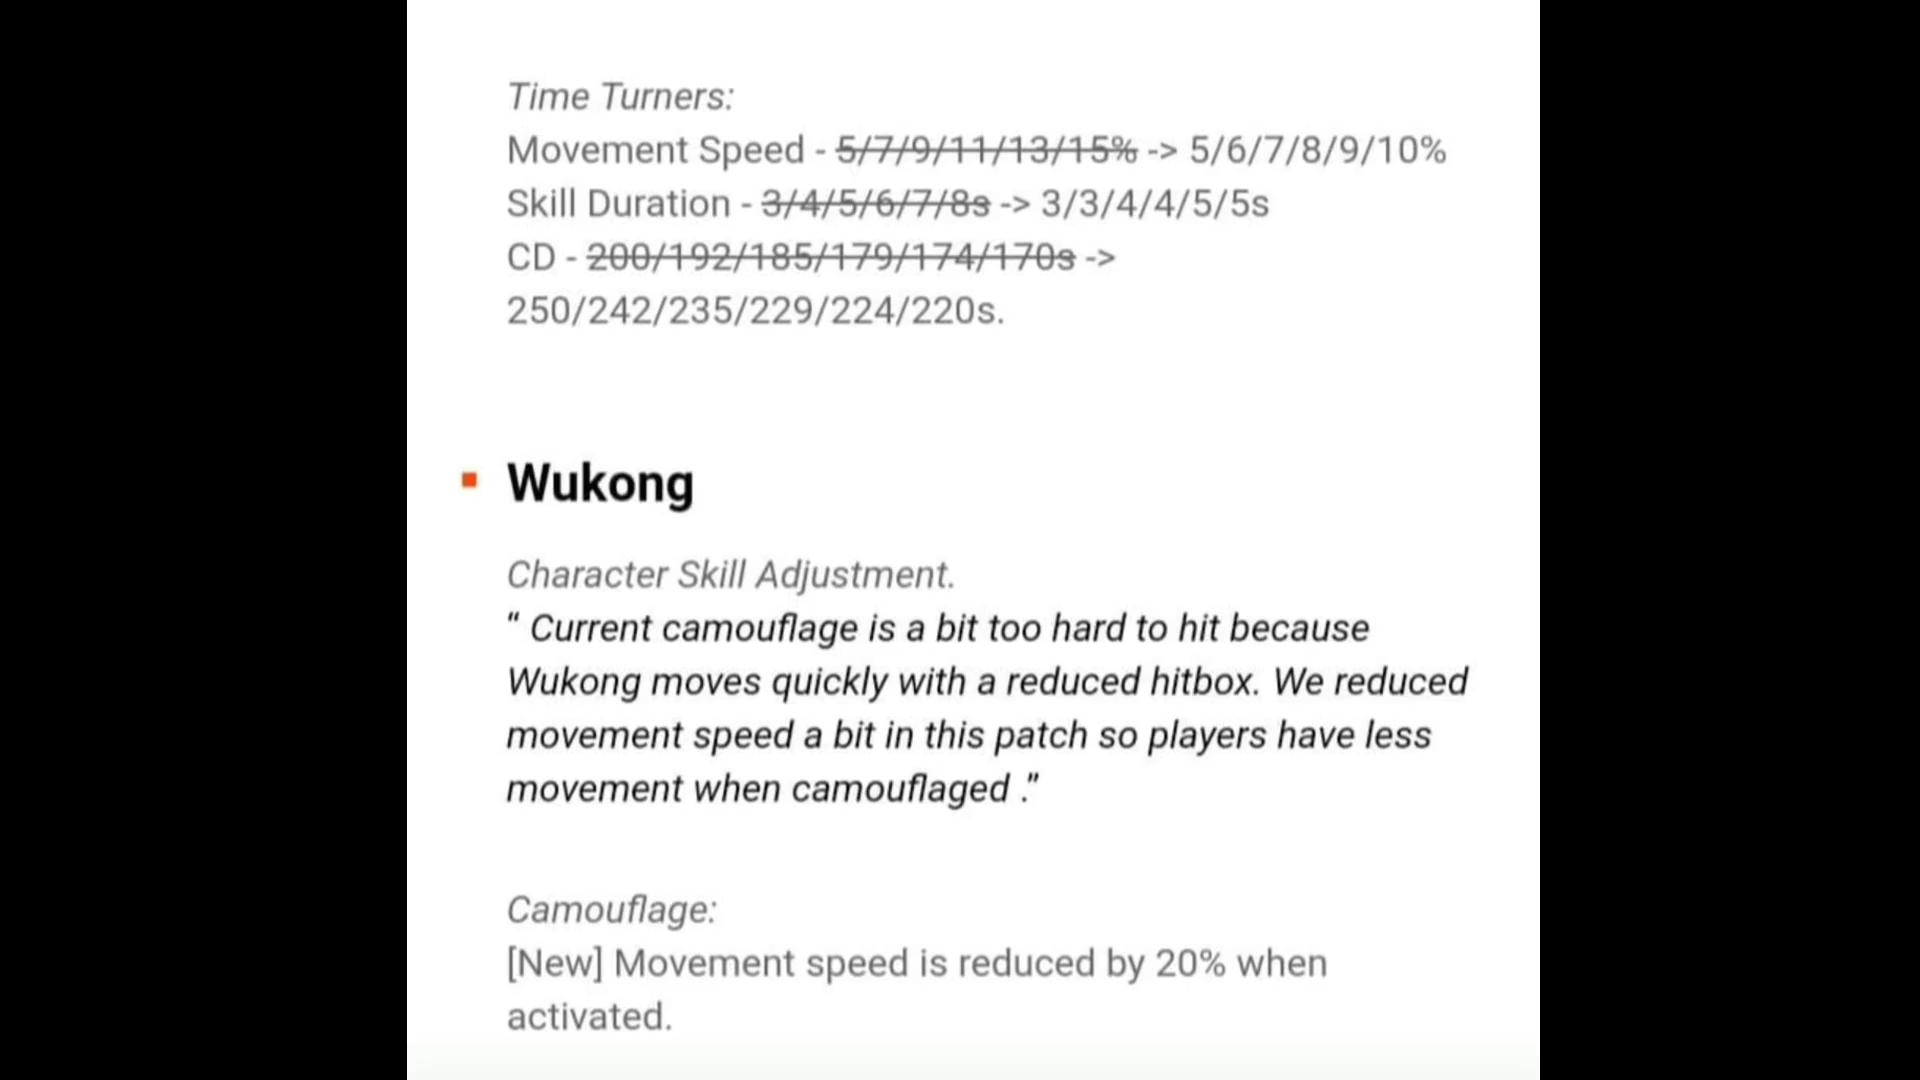 Time Turners:
Movement Speed - 5/7/9/11/13/15% -> 5/6/7/8/9/10%
Skill Duration - 3/4/5/6/7/8s -> 3/3/4/4/5/5s
CD - 200/192/185/179/174/170s ->
250/242/235/229/224/220s.
Wukong
Character Skill Adjustment.
“ Current camouflage is a bit too hard to hit because
Wukong moves quickly with a reduced hitbox. We reduced
movement speed a bit in this patch so players have less
movement when camouflaged .”
Camouflage:
[New] Movement speed is reduced by 20% when
activated.